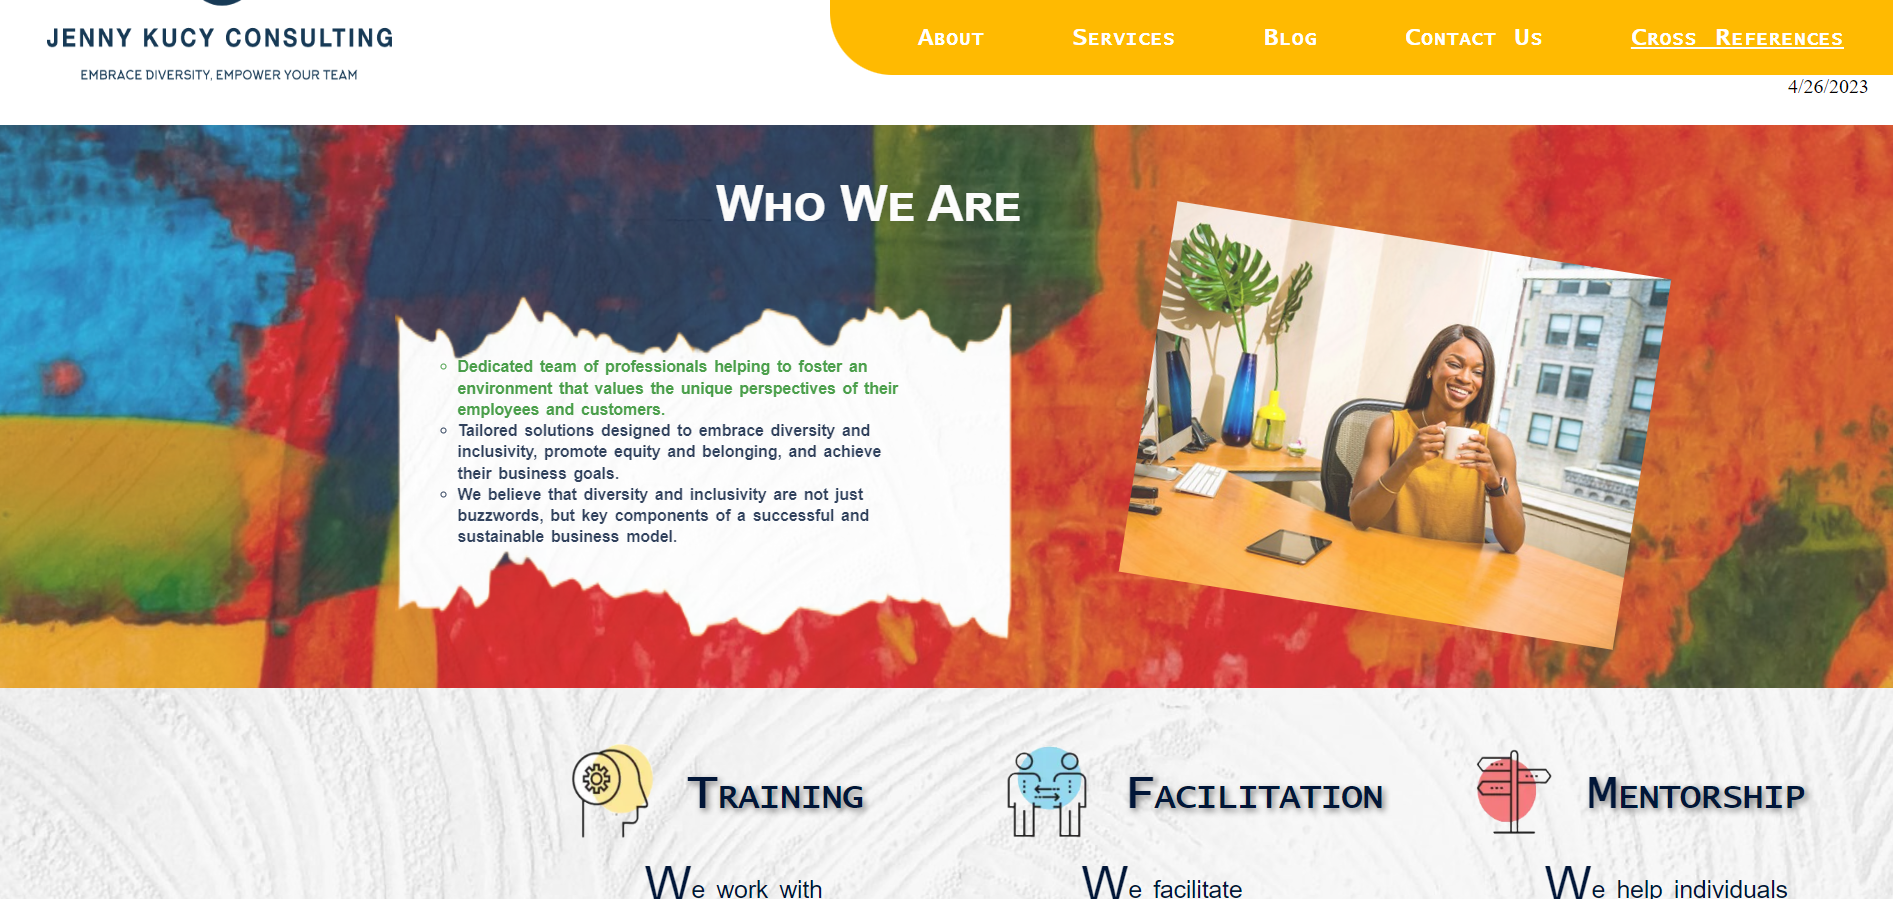 JENNY KUCY CONSULTING
EMBRACE DIVERSITY, EMPOWER YOUR TEAM
About Services Blog Contact Us Cross References
4/26/2023
Who We Are
Dedicated team of professionals helping to foster an
environment that values the unique perspectives of their
employees and customers.
Tailored solutions designed to embrace diversity and
inclusivity, promote equity and belonging, and achieve
their business goals.
We believe that diversity and inclusivity are not just
buzzwords, but key components of a successful and
sustainable business model.
Training Facilitation Mentorship
We work with We facilitate We help individuals